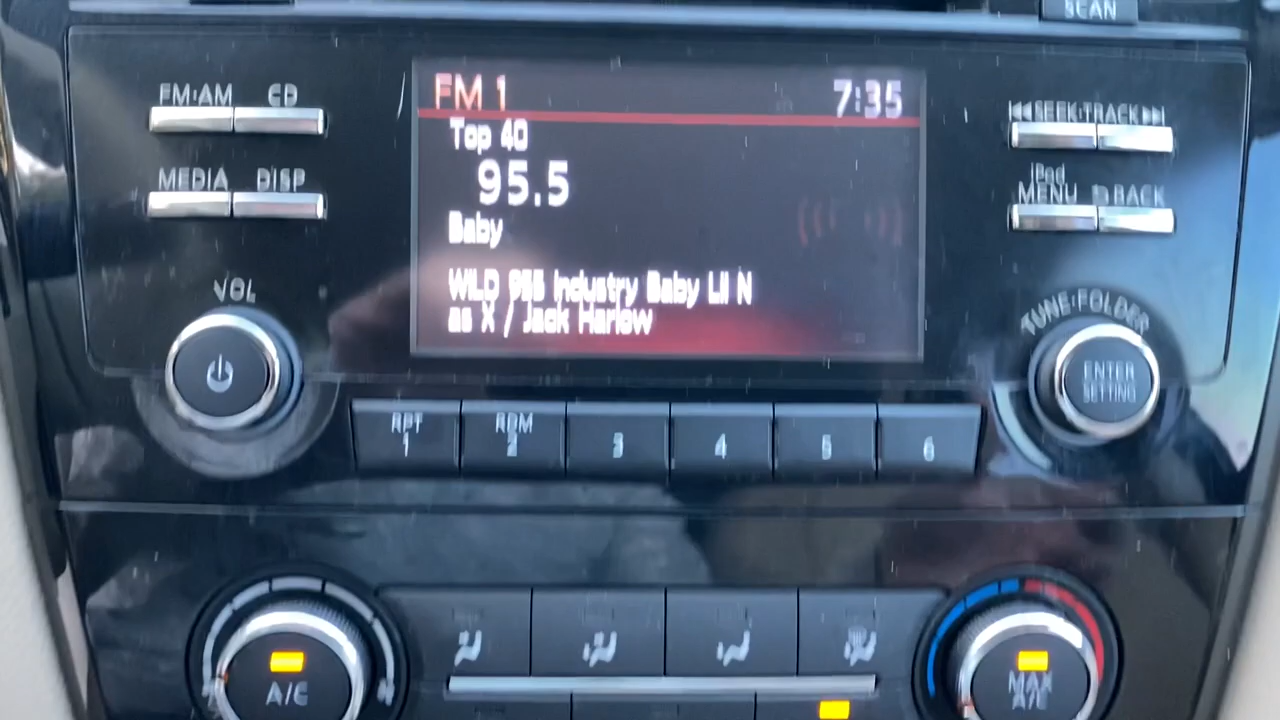 SCAN
FM·AM CD
FM 1 7:35
SEEK·TRACK
Top 40
95.5
MEDIA DISP
iPod
MENU BACK
Baby
WILD 955 Industry Baby Lil N
as X / Jack Harlow
VOL
TUNE·FOLDER
ENTER
SETTING
RPT RDM
1 2 3 4 5 6
A/C
MAX
A/C